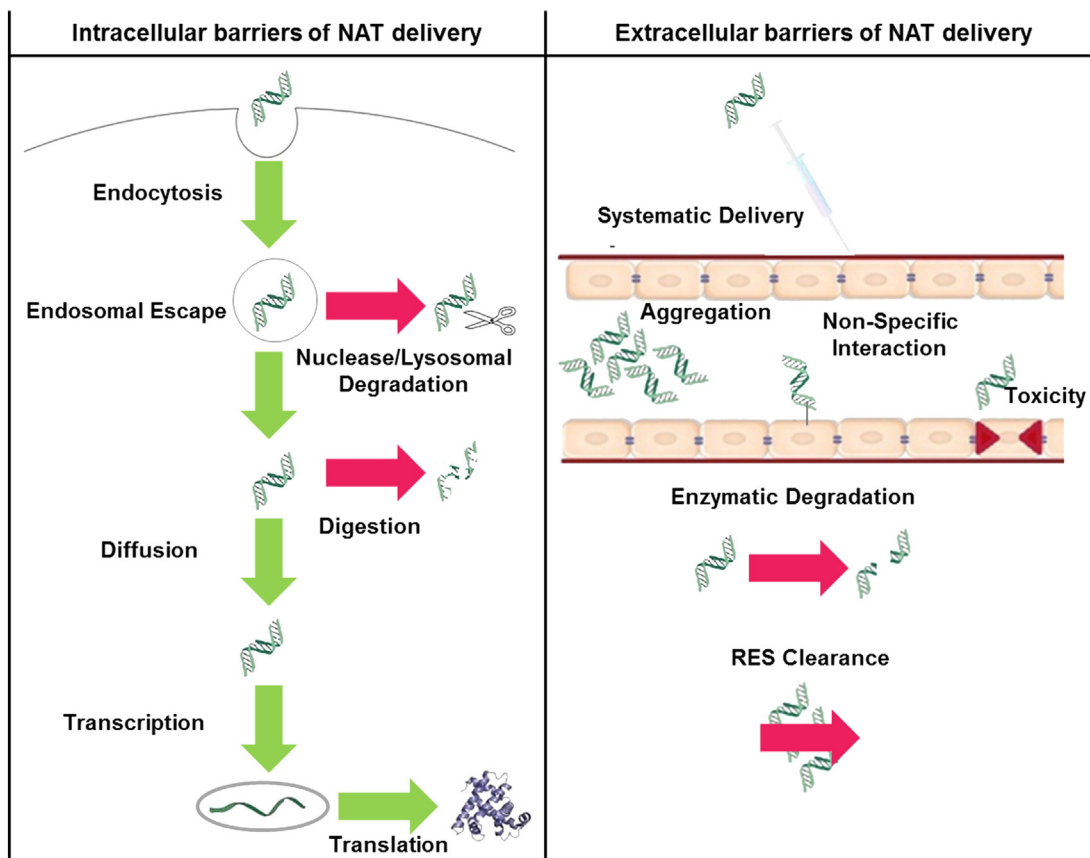 Intracellular barriers of NAT delivery
Endocytosis
Endosomal Escape
Nuclease/Lysosomal
Degradation
Digestion
Diffusion
Transcription
Translation
Extracellular barriers of NAT delivery
Systematic Delivery
Aggregation
Non-Specific
Interaction
Toxicity
Enzymatic Degradation
RES Clearance